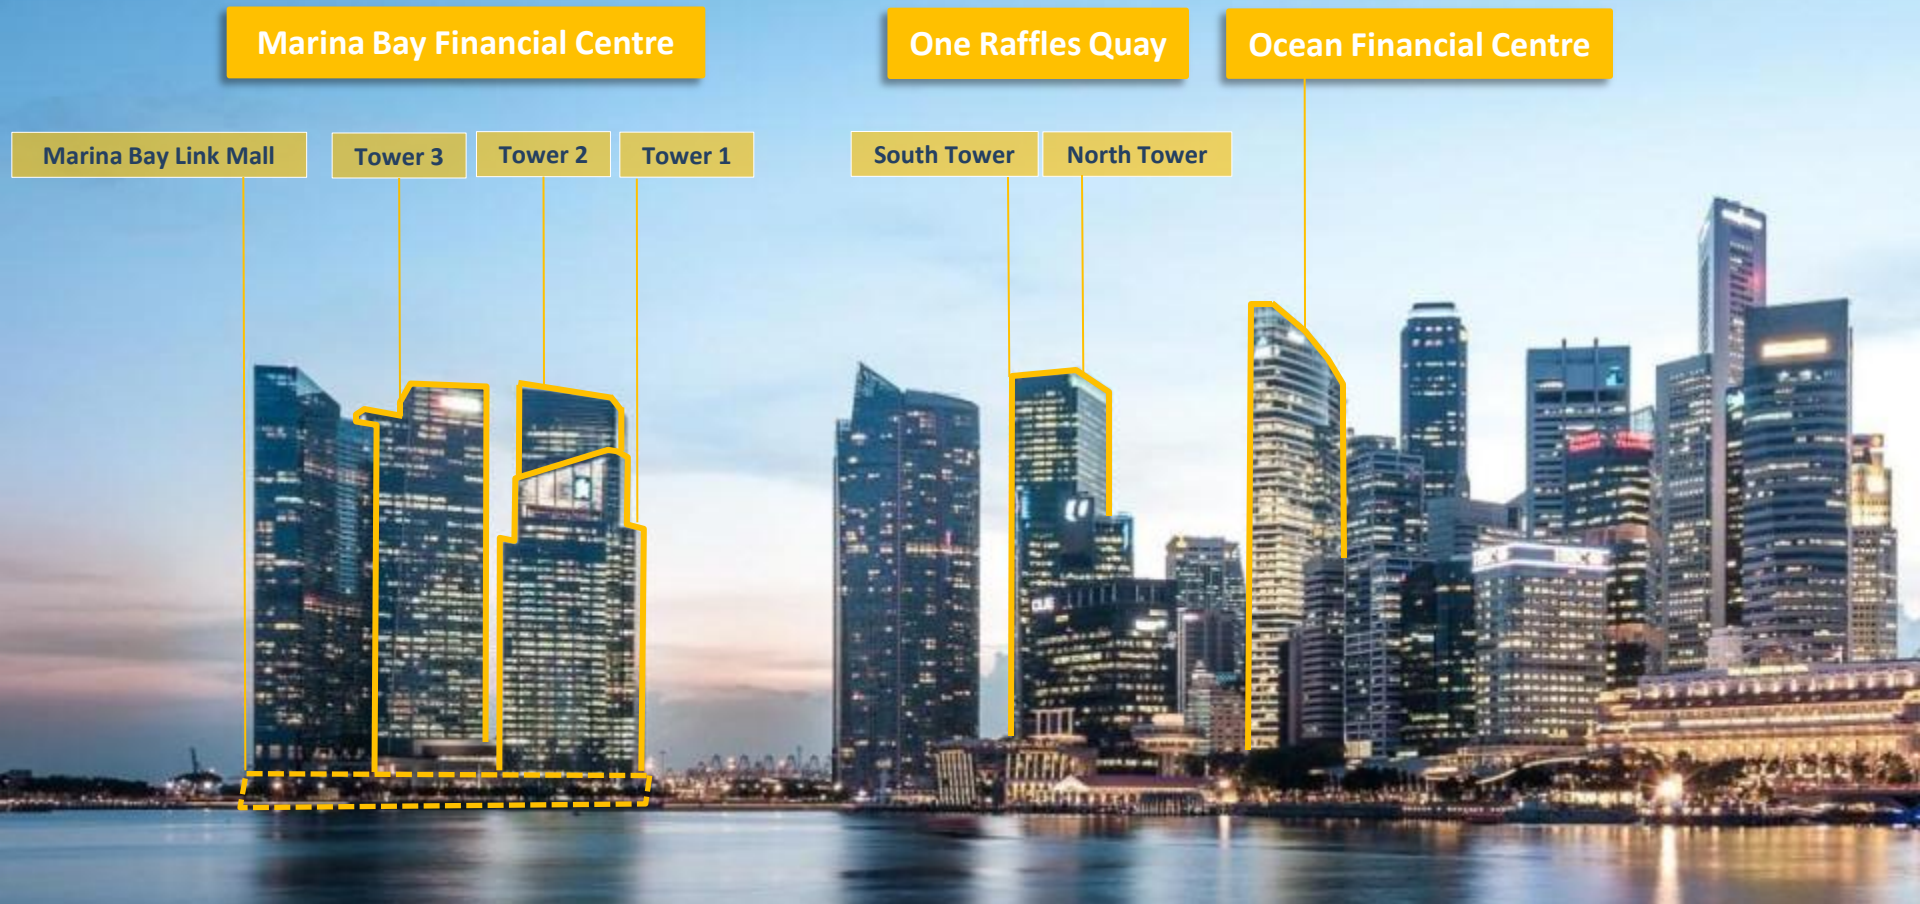 Marina Bay Financial Centre
One Raffles Quay
Ocean Financial Centre
Marina Bay Link Mall
Tower 3
Tower 2
Tower 1
South Tower
North Tower
OUE